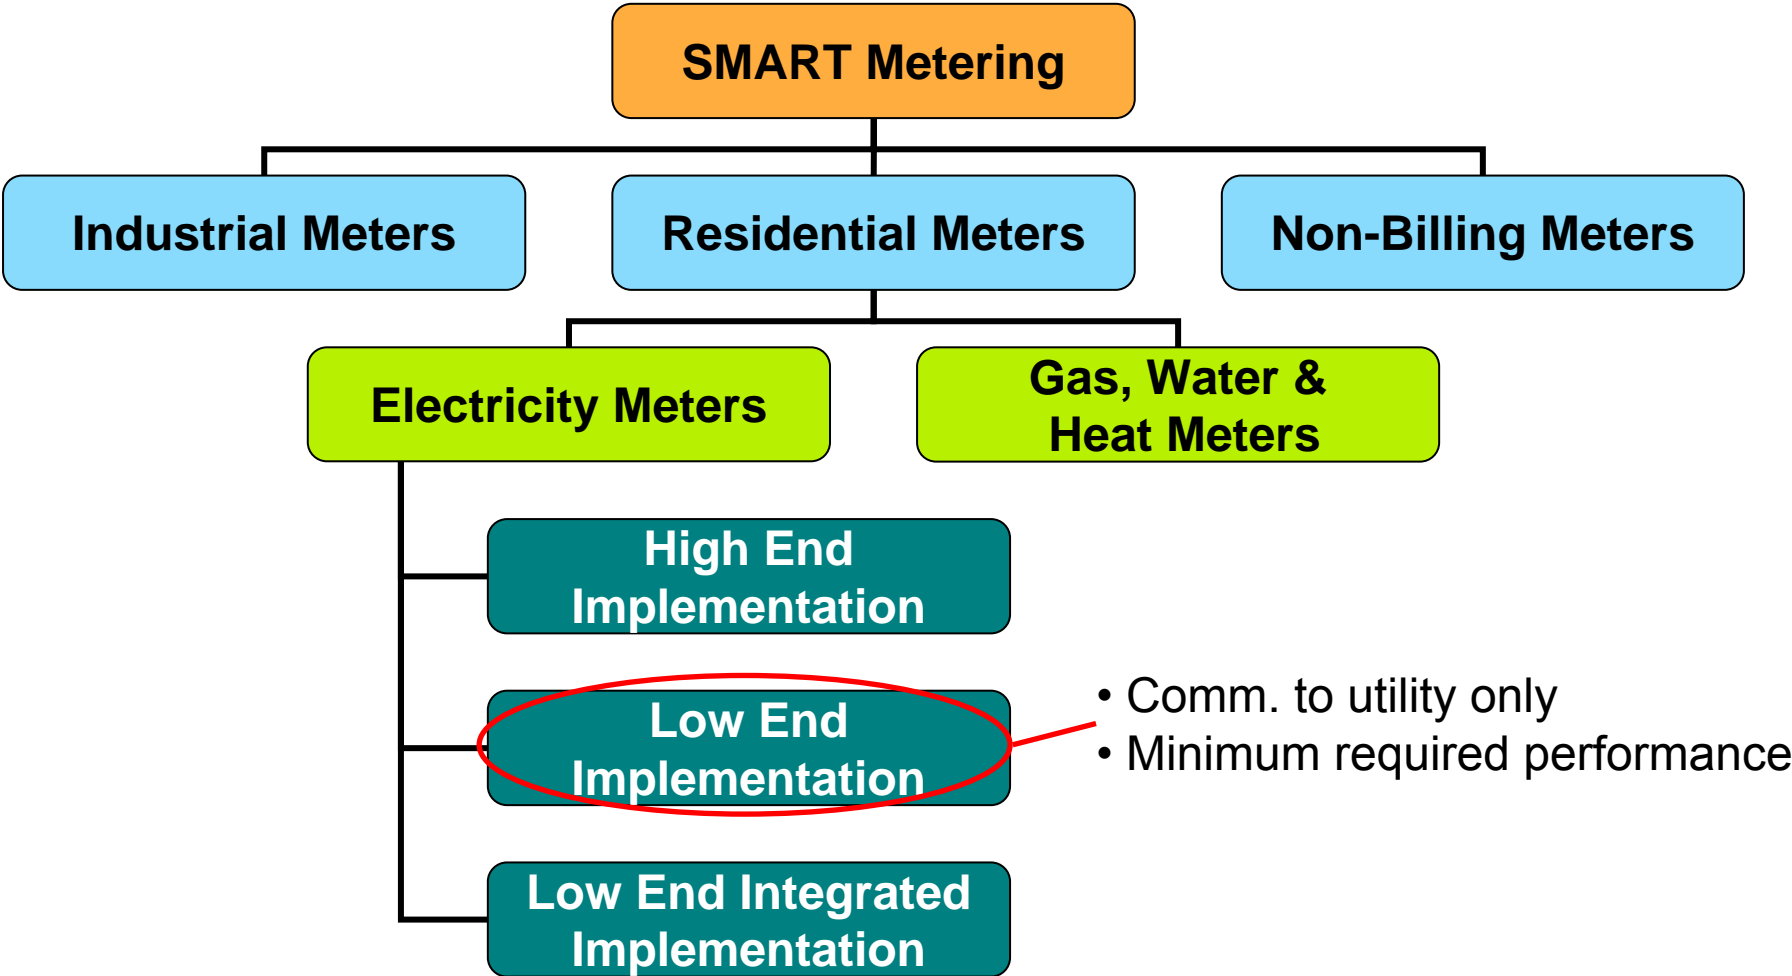 SMART Metering
Industrial Meters
Residential Meters
Non-Billing Meters
Electricity Meters
Gas, Water &
Heat Meters
High End
Implementation
Low End
Implementation
• Comm. to utility only
• Minimum required performance
Low End Integrated
Implementation